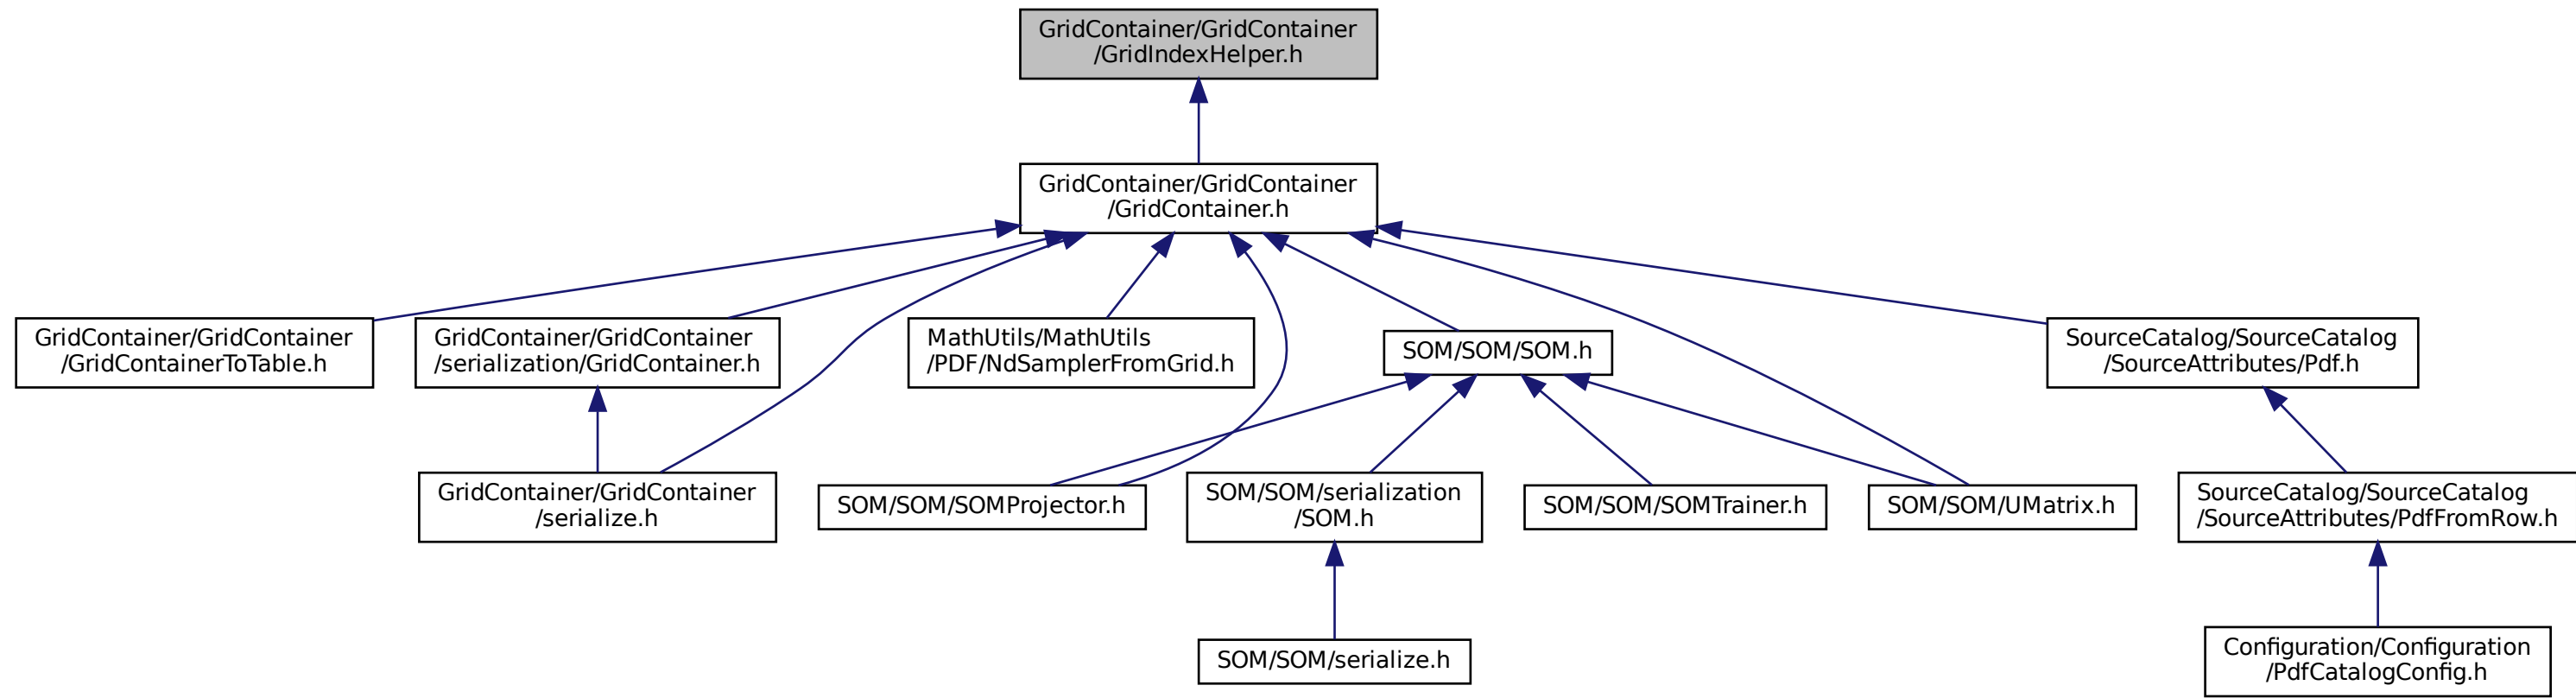 GridContainer/GridContainer
/GridIndexHelper.h
GridContainer/GridContainer
/GridContainer.h
GridContainer/GridContainer
/GridContainerToTable.h
GridContainer/GridContainer
/serialization/GridContainer.h
MathUtils/MathUtils
/PDF/NdSamplerFromGrid.h
SOM/SOM/SOM.h
SourceCatalog/SourceCatalog
/SourceAttributes/Pdf.h
GridContainer/GridContainer
/serialize.h
SOM/SOM/SOMProjector.h
SOM/SOM/serialization
/SOM.h
SOM/SOM/SOMTrainer.h
SOM/SOM/UMatrix.h
SourceCatalog/SourceCatalog
/SourceAttributes/PdfFromRow.h
SOM/SOM/serialize.h
Configuration/Configuration
/PdfCatalogConfig.h